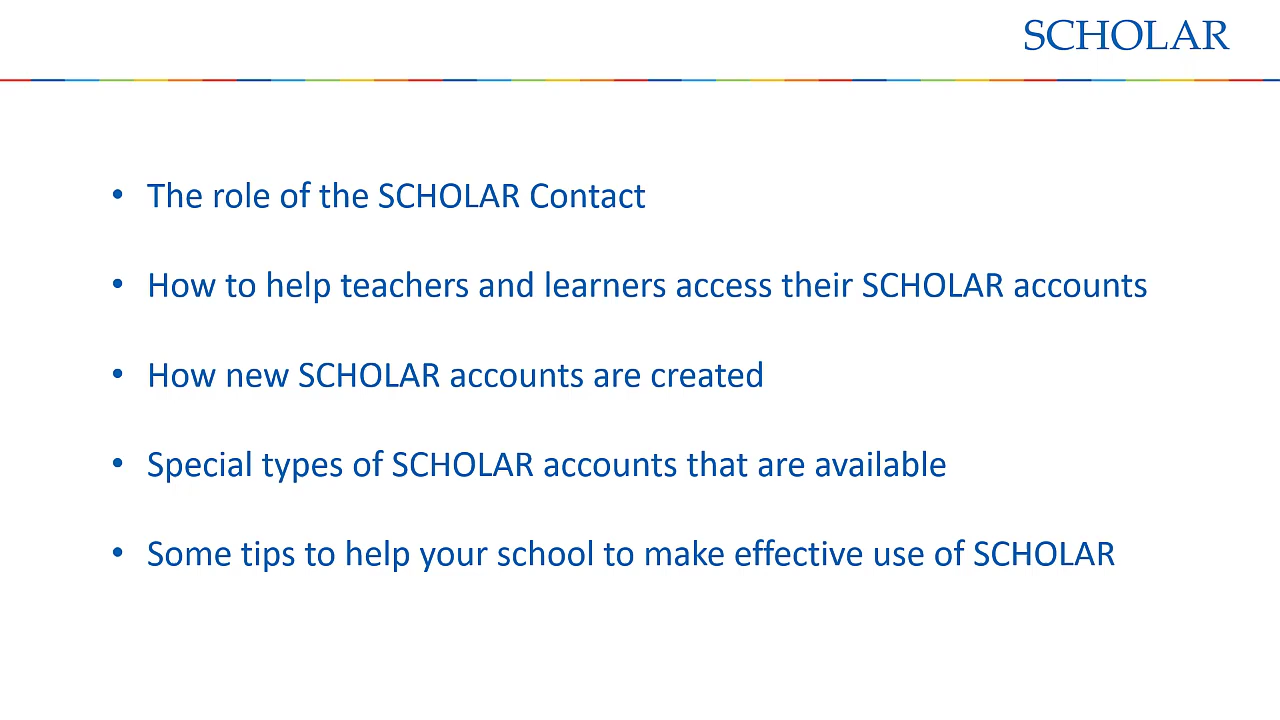 SCHOLAR
• The role of the SCHOLAR Contact
• How to help teachers and learners access their SCHOLAR accounts
• How new SCHOLAR accounts are created
• Special types of SCHOLAR accounts that are available
• Some tips to help your school to make effective use of SCHOLAR